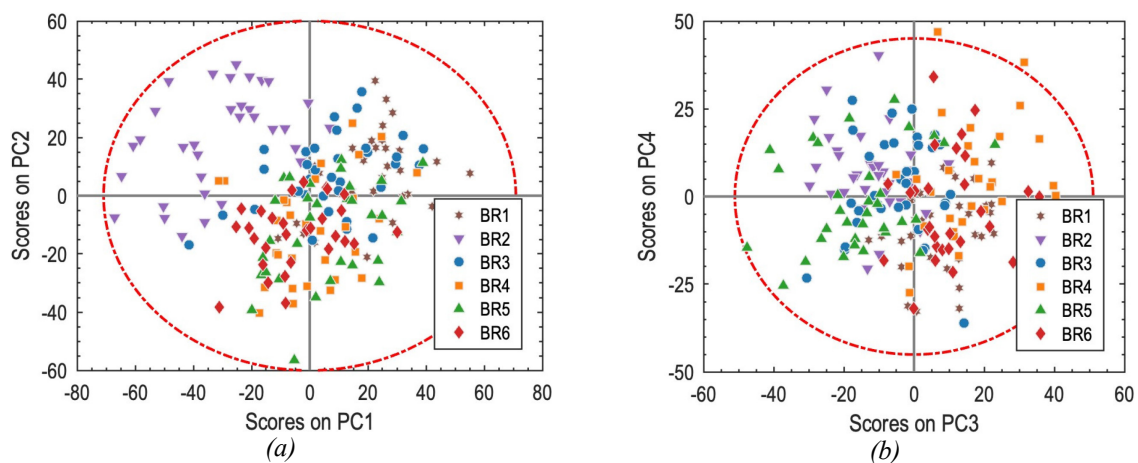 60
40
20
0
-20
-40
-60
Scores on PC2
-80 -60 -40 -20 0 20 40 60 80
Scores on PC1
BR1
BR2
BR3
BR4
BR5
BR6
(a)
50
25
0
-25
-50
Scores on PC4
-60 -40 -20 0 20 40 60
Scores on PC3
BR1
BR2
BR3
BR4
BR5
BR6
(b)